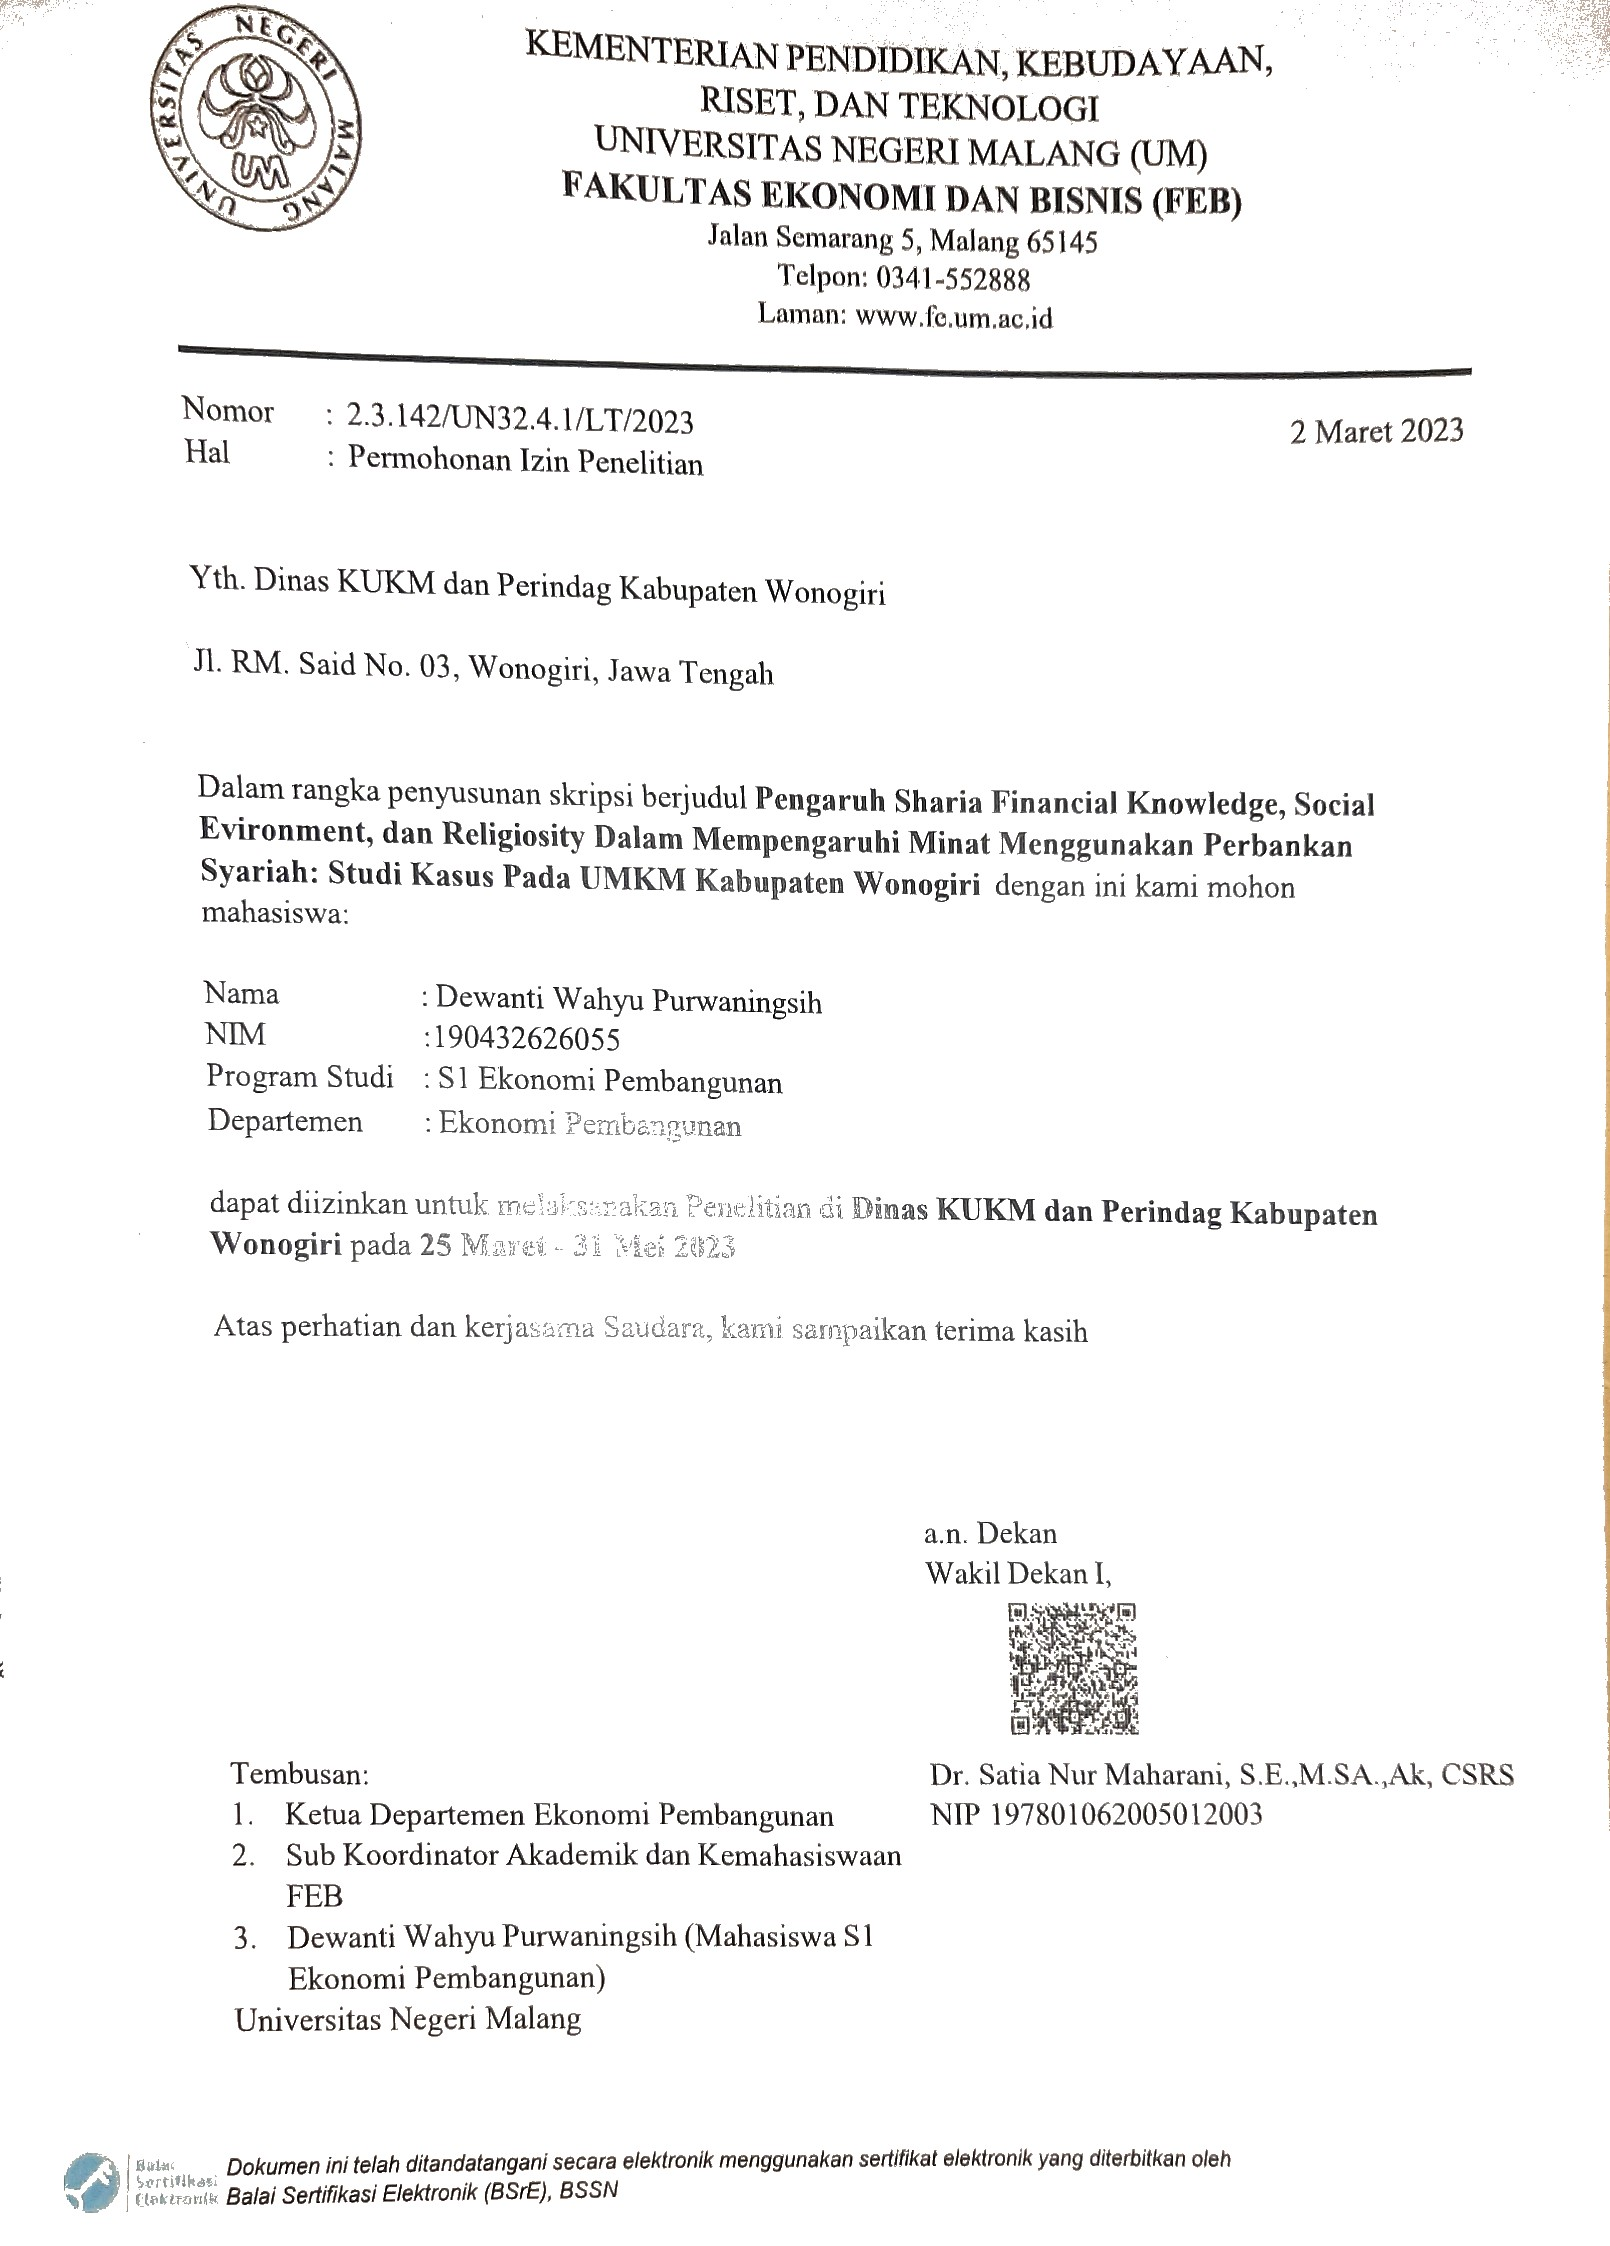 UNIVERSITAS NEGERI MALANG
UM
KEMENTERIAN PENDIDIKAN, KEBUDAYAAN,
RISET, DAN TEKNOLOGI
UNIVERSITAS NEGERI MALANG (UM)
FAKULTAS EKONOMI DAN BISNIS (FEB)
Jalan Semarang 5, Malang 65145
Telpon: 0341-552888
Laman: www.fe.um.ac.id
Nomor : 2.3.142/UN32.4.1/LT/2023 2 Maret 2023
Hal : Permohonan Izin Penelitian
Yth. Dinas KUKM dan Perindag Kabupaten Wonogiri
Jl. RM. Said No. 03, Wonogiri, Jawa Tengah
Dalam rangka penyusunan skripsi berjudul Pengaruh Sharia Financial Knowledge, Social
Evironment, dan Religiosity Dalam Mempengaruhi Minat Menggunakan Perbankan
Syariah: Studi Kasus Pada UMKM Kabupaten Wonogiri dengan ini kami mohon
mahasiswa:
Nama : Dewanti Wahyu Purwaningsih
NIM :190432626055
Program Studi : S1 Ekonomi Pembangunan
Departemen : Ekonomi Pembangunan
dapat diizinkan untuk melaksanakan Penelitian di Dinas KUKM dan Perindag Kabupaten
Wonogiri pada 25 Maret - 31 Mei 2023
Atas perhatian dan kerjasama Saudara, kami sampaikan terima kasih
a.n. Dekan
Wakil Dekan I,
Dr. Satia Nur Maharani, S.E.,M.SA.,Ak, CSRS
NIP 197801062005012003
Tembusan:
1. Ketua Departemen Ekonomi Pembangunan
2. Sub Koordinator Akademik dan Kemahasiswaan
FEB
3. Dewanti Wahyu Purwaningsih (Mahasiswa S1
Ekonomi Pembangunan)
Universitas Negeri Malang
Balai
Sertifikasi
Elektronik
Dokumen ini telah ditandatangani secara elektronik menggunakan sertifikat elektronik yang diterbitkan oleh
Balai Sertifikasi Elektronik (BSrE), BSSN